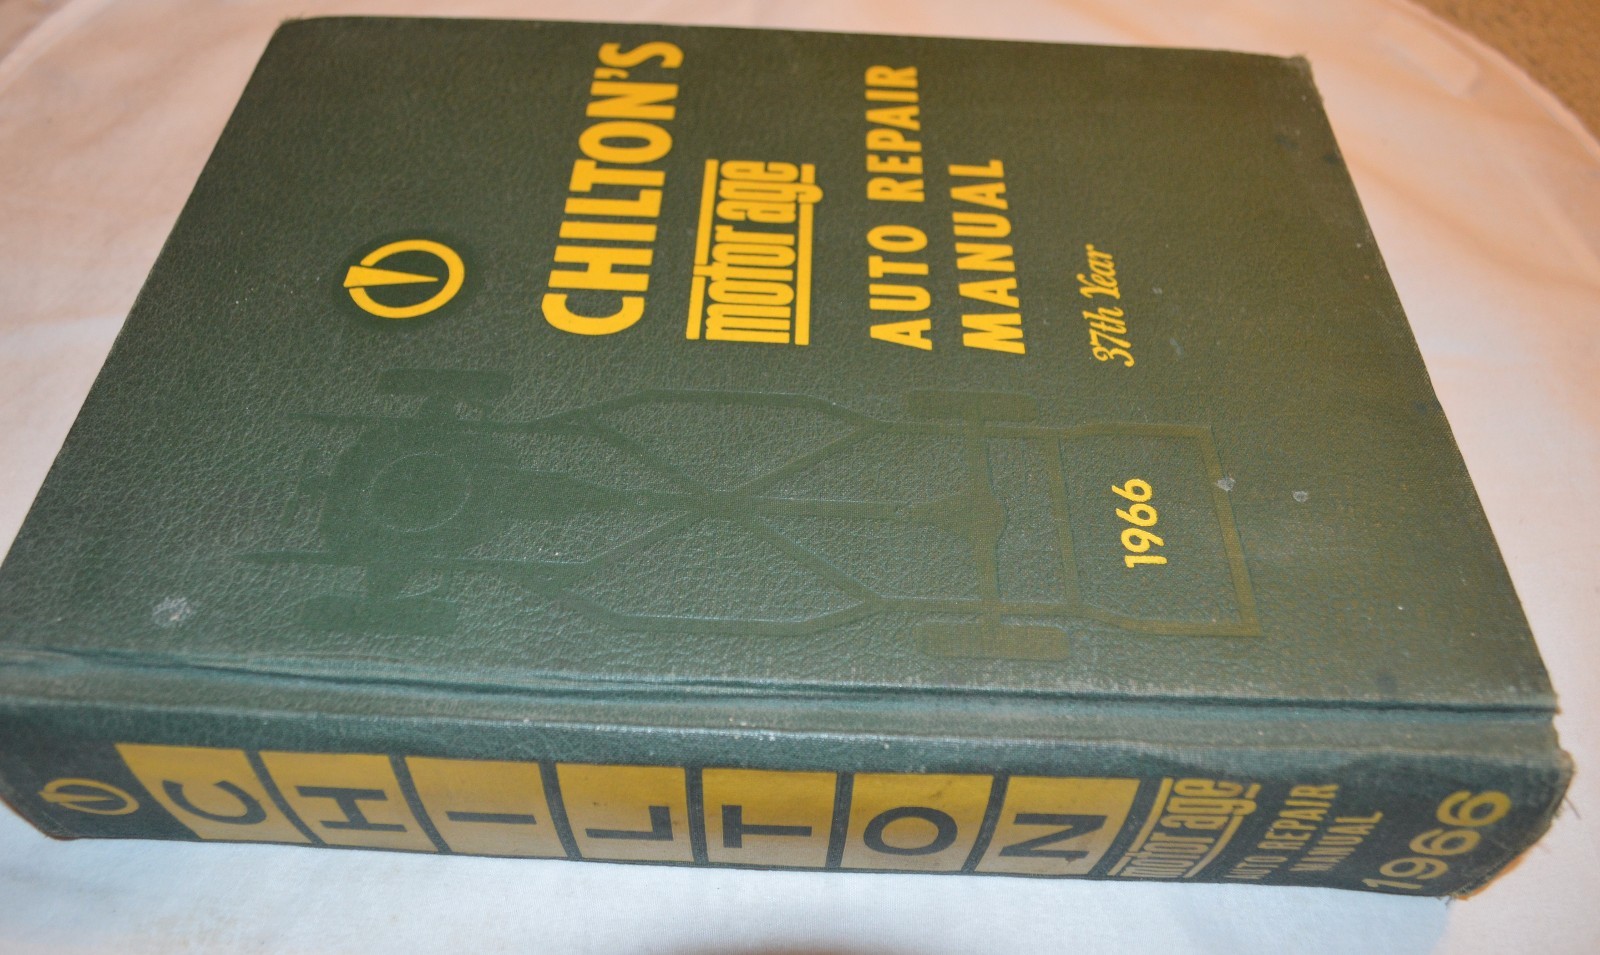 CHILTON'S
motor age
AUTO REPAIR
MANUAL
37th Year
1966
CHILTON
motor age
AUTO REPAIR
MANUAL
1966